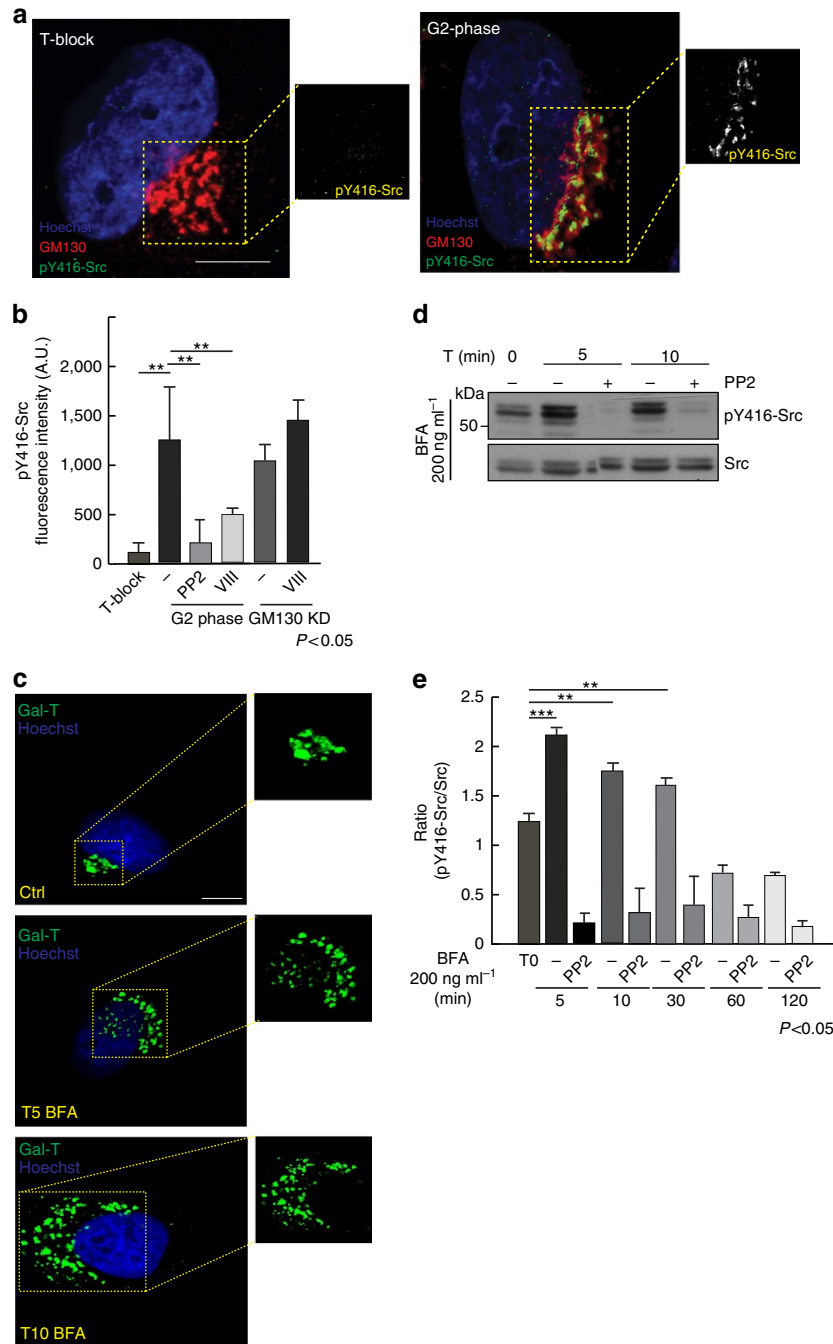 a
T-block
Hoechst
GM130
pY416-Src
pY416-Src
G2-phase
Hoechst
GM130
pY416-Src
pY416-Src
b
pY416-Src
fluorescence intensity (A.U.)
2,000
1,500
1,000
500
0
**
**
**
T-block
–
PP2
VIII
–
VIII
G2 phase
GM130 KD
P<0.05
d
T (min)
0
5
10
–
–
+
–
+
PP2
kDa
50
BFA
200 ng ml−1
pY416-Src
Src
c
Gal-T
Hoechst
Ctrl
Gal-T
Hoechst
T5 BFA
Gal-T
Hoechst
T10 BFA
e
Ratio
(pY416-Src/Src)
2.5
2
1.5
1
0.5
0
**
**
***
BFA
200 ng ml−1
(min)
T0
–
PP2
–
PP2
–
PP2
–
PP2
–
PP2
5
10
30
60
120
P<0.05